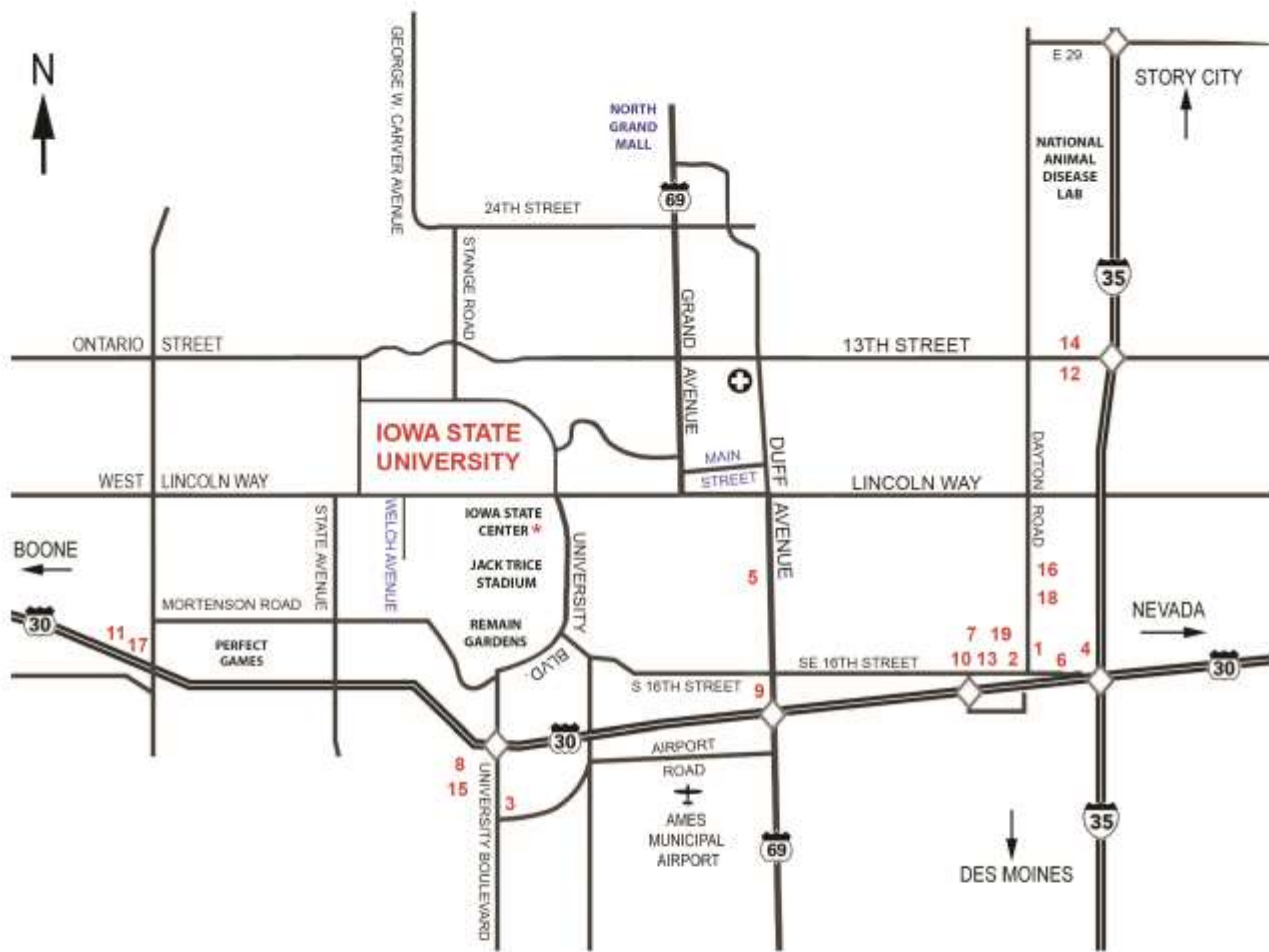 N
GEORGE W. CARVER AVENUE
E 29
STORY CITY
NORTH
GRAND
MALL
NATIONAL
ANIMAL
DISEASE
LAB
69
24TH STREET
STANGE ROAD
35
GRAND AVENUE
ONTARIO STREET
13TH STREET
14
12
IOWA STATE
UNIVERSITY
MAIN
STREET
DUFF AVENUE
DAYTON ROAD
WEST LINCOLN WAY
LINCOLN WAY
STATE AVENUE
WELCH AVENUE
IOWA STATE
CENTER *
UNIVERSITY BLVD.
BOONE
JACK TRICE
STADIUM
5
16
18
MORTENSON ROAD
NEVADA
30
11
17
PERFECT
GAMES
REMAIN
GARDENS
7 19
1
4
SE 16TH STREET
10 13 2
6
30
S 16TH STREET
9
30
AIRPORT
ROAD
8
15
UNIVERSITY BOULEVARD
3
AMES
MUNICIPAL
AIRPORT
69
35
DES MOINES